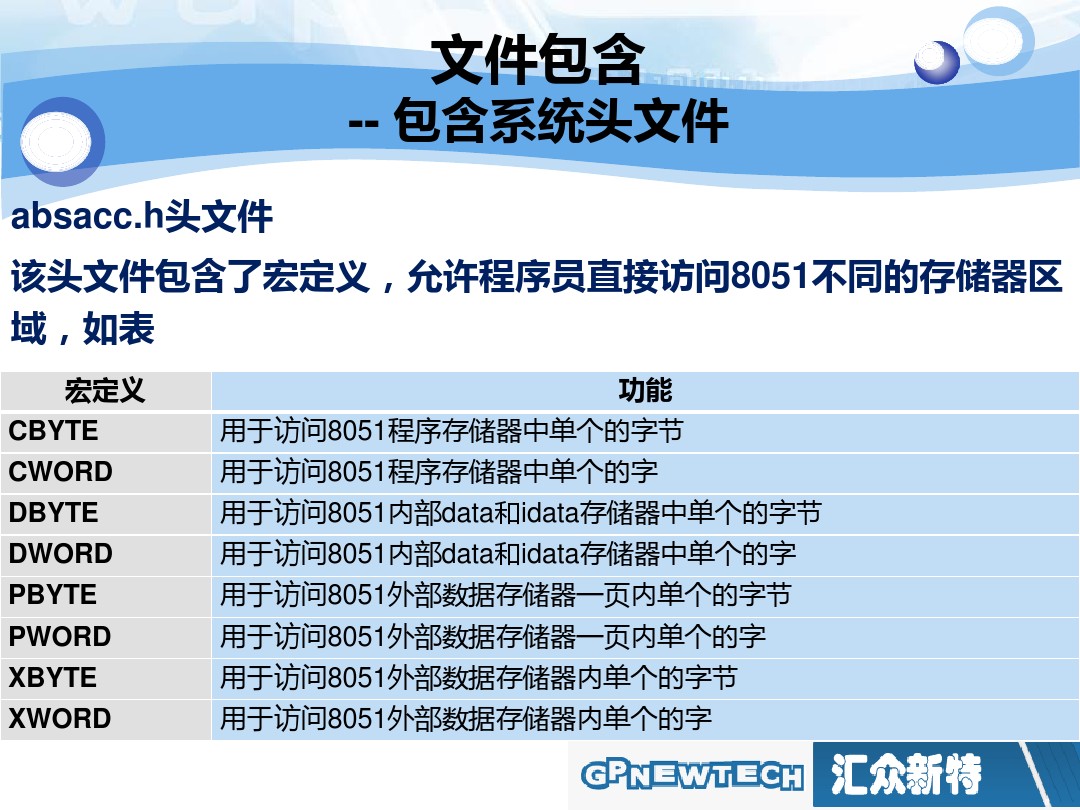 文件包含
-- 包含系统头文件
absacc.h头文件
该头文件包含了宏定义，允许程序员直接访问8051不同的存储器区
域，如表
宏定义 功能
CBYTE 用于访问8051程序存储器中单个的字节
CWORD 用于访问8051程序存储器中单个的字
DBYTE 用于访问8051内部data和idata存储器中单个的字节
DWORD 用于访问8051内部data和idata存储器中单个的字
PBYTE 用于访问8051外部数据存储器一页内单个的字节
PWORD 用于访问8051外部数据存储器一页内单个的字
XBYTE 用于访问8051外部数据存储器内单个的字节
XWORD 用于访问8051外部数据存储器内单个的字
GPNEWTECH 汇众新特